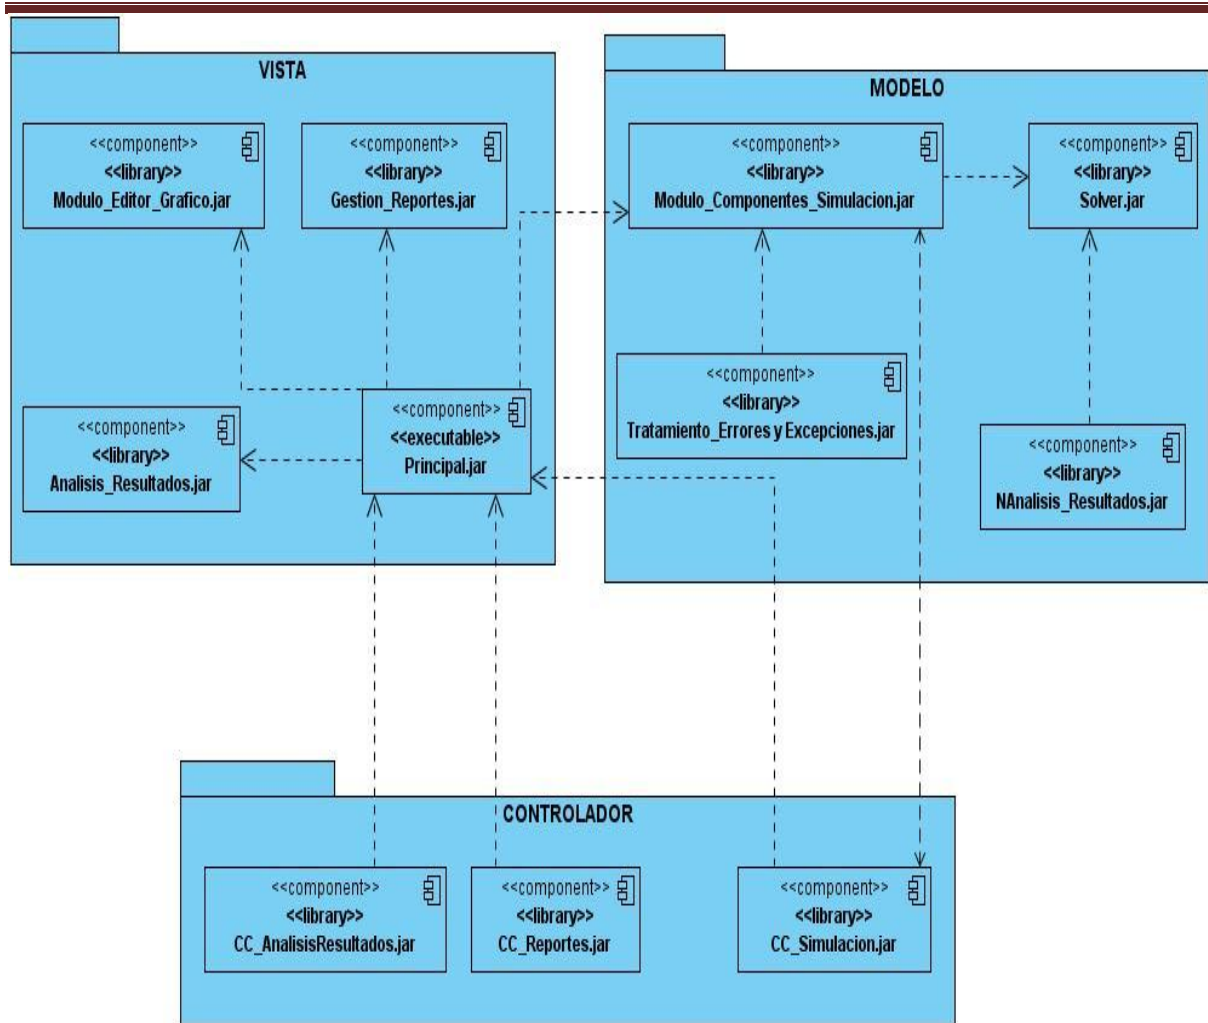 VISTA
<<component>>
<<library>>
Modulo_Editor_Grafico.jar
<<component>>
<<library>>
Gestion_Reportes.jar
<<component>>
<<library>>
Analisis_Resultados.jar
<<component>>
<<executable>>
Principal.jar
MODELO
<<component>>
<<library>>
Modulo_Componentes_Simulacion.jar
<<component>>
<<library>>
Solver.jar
<<component>>
<<library>>
Tratamiento_Errores y Excepciones.jar
<<component>>
<<library>>
NAnalisis_Resultados.jar
CONTROLADOR
<<component>>
<<library>>
CC_AnalisisResultados.jar
<<component>>
<<library>>
CC_Reportes.jar
<<component>>
<<library>>
CC_Simulacion.jar